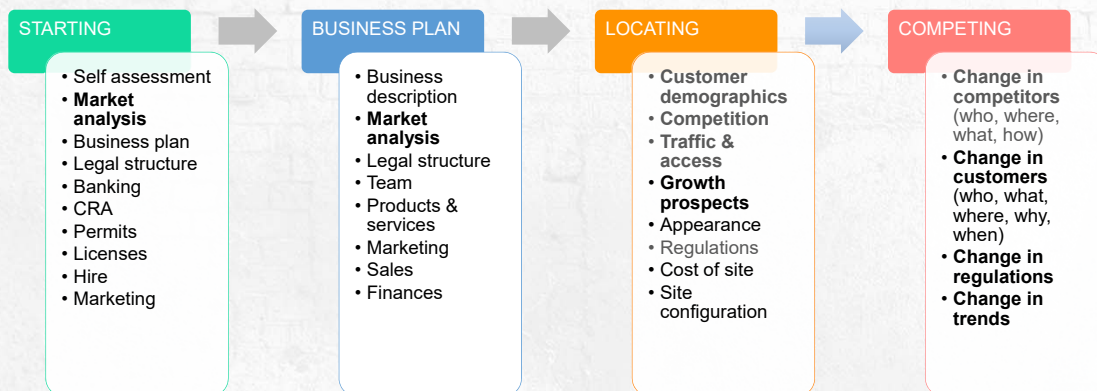 STARTING
• Self assessment
• Market
analysis
• Business plan
• Legal structure
• Banking
• CRA
• Permits
• Licenses
• Hire
• Marketing
BUSINESS PLAN
• Business
description
• Market
analysis
• Legal structure
• Team
• Products &
services
• Marketing
• Sales
• Finances
LOCATING
• Customer
demographics
• Competition
• Traffic &
access
• Growth
prospects
• Appearance
• Regulations
• Cost of site
• Site
configuration
COMPETING
• Change in
competitors
(who, where,
what, how)
• Change in
customers
(who, what,
where, why,
when)
• Change in
regulations
• Change in
trends